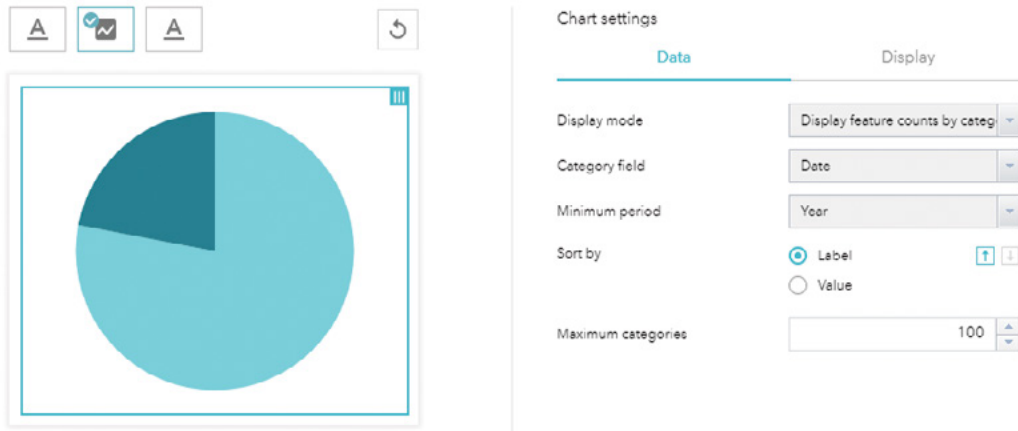 A
A
Chart settings
Data Display
Display mode Display feature counts by categ
Category field Date
Minimum period Year
Sort by Label
Value
Maximum categories 100